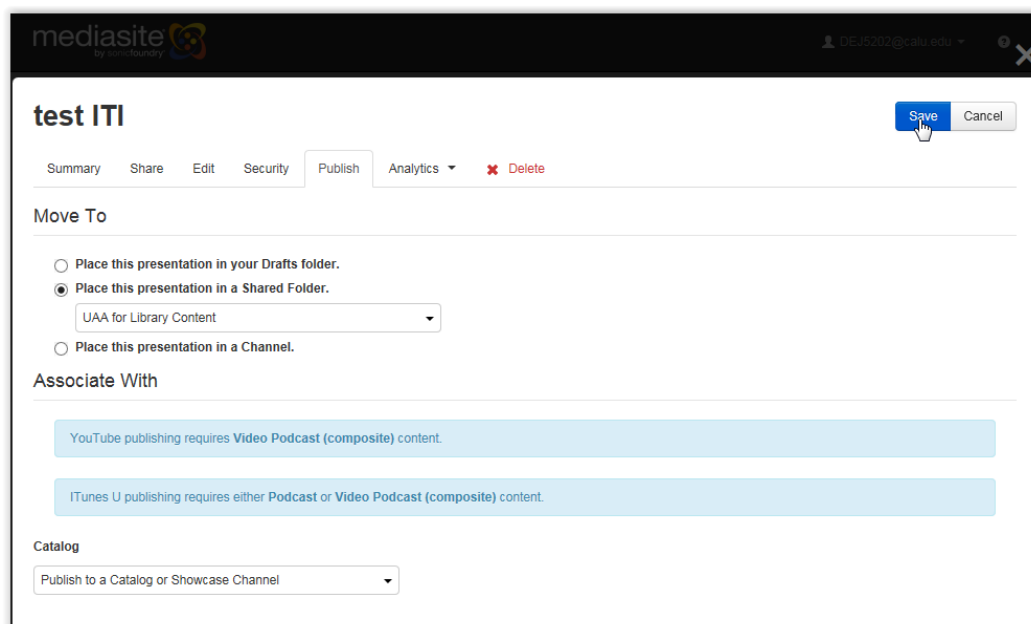 mediasite
by sonicfoundry
DEJ5202@calu.edu
test ITI
Save
Cancel
Summary
Share
Edit
Security
Publish
Analytics
Delete
Move To
Place this presentation in your Drafts folder.
Place this presentation in a Shared Folder.
UAA for Library Content
Place this presentation in a Channel.
Associate With
YouTube publishing requires Video Podcast (composite) content.
ITunes U publishing requires either Podcast or Video Podcast (composite) content.
Catalog
Publish to a Catalog or Showcase Channel